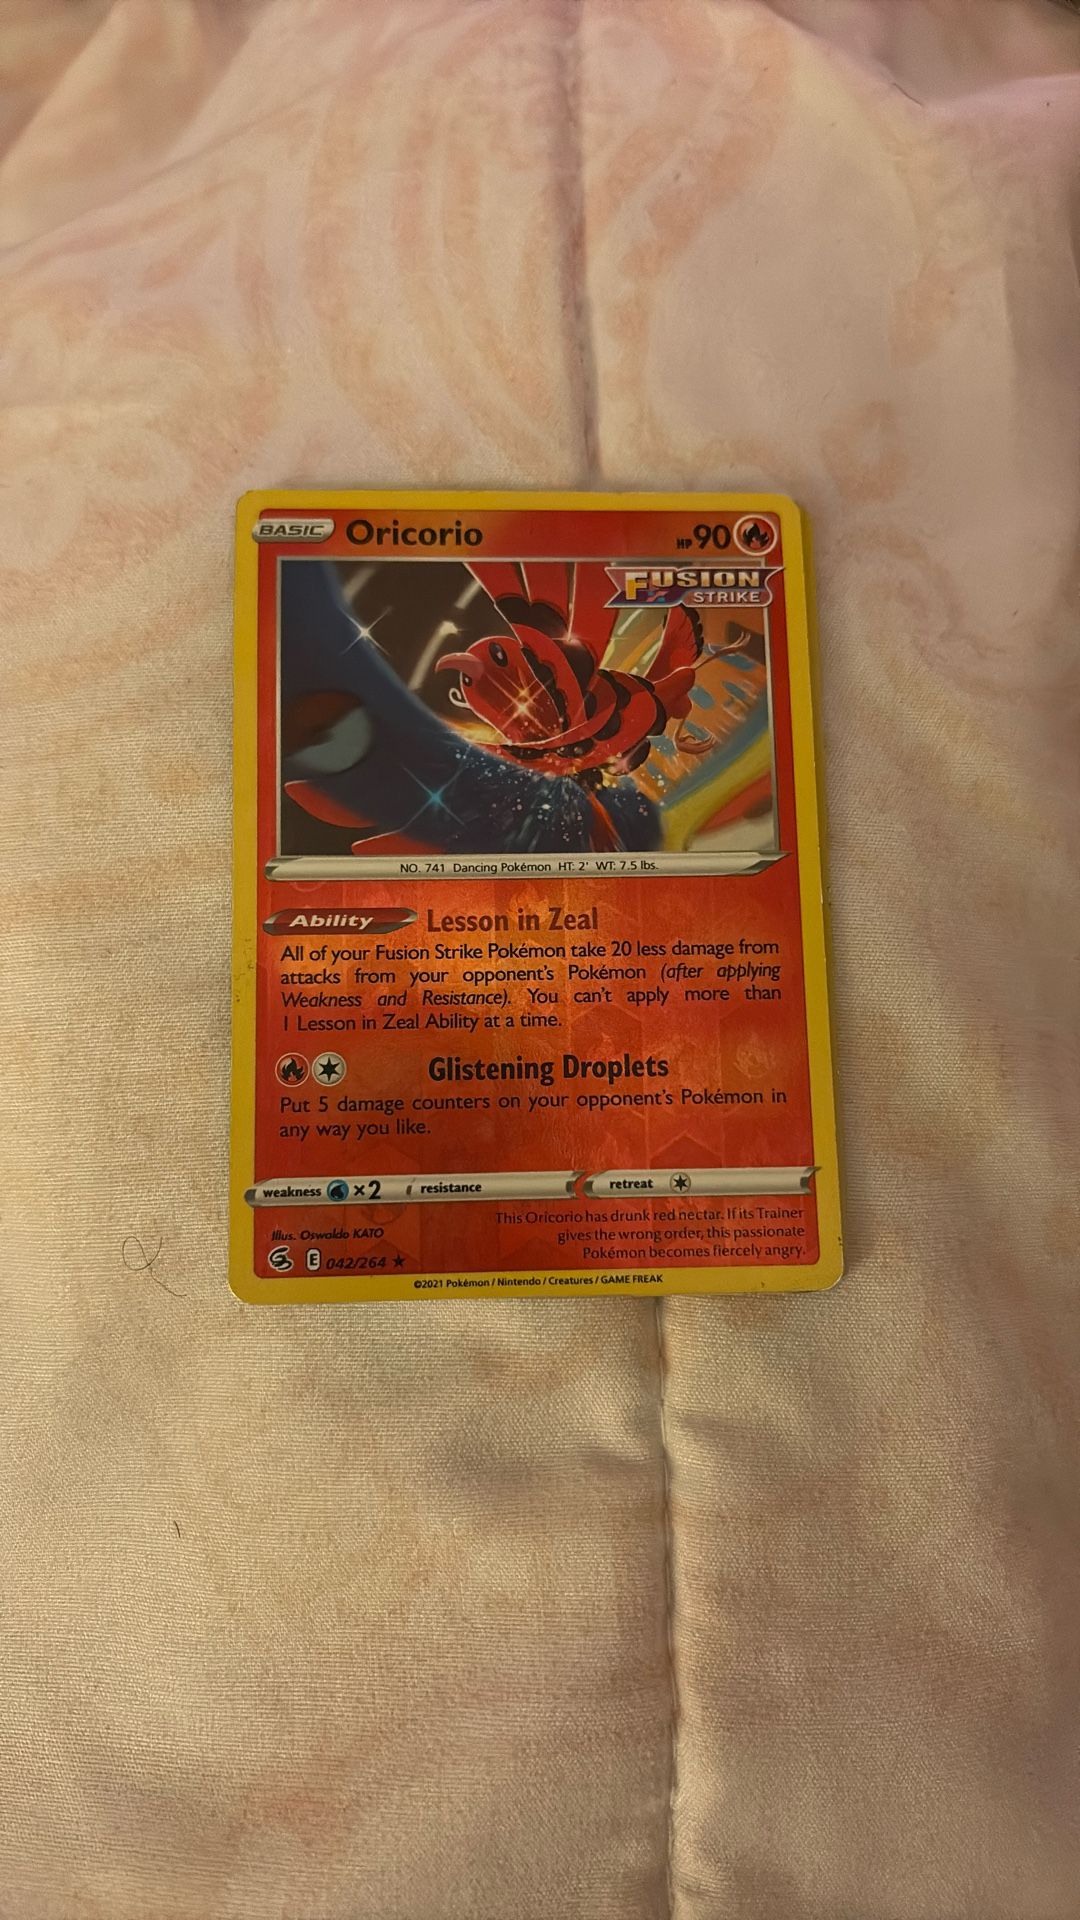 BASIC Oricorio HP 90
FUSION
STRIKE
NO. 741 Dancing Pokémon HT: 2' WT: 7.5 lbs.
Ability Lesson in Zeal
All of your Fusion Strike Pokémon take 20 less damage from
attacks from your opponent's Pokémon (after applying
Weakness and Resistance). You can't apply more than
1 Lesson in Zeal Ability at a time.
Glistening Droplets
Put 5 damage counters on your opponent's Pokémon in
any way you like.
weakness ×2 resistance retreat
Illus. Oswaldo KATO
This Oricorio has drunk red nectar. If its Trainer
gives the wrong order, this passionate
Pokémon becomes fiercely angry.
E 042/264 ★
©2021 Pokémon / Nintendo / Creatures / GAME FREAK